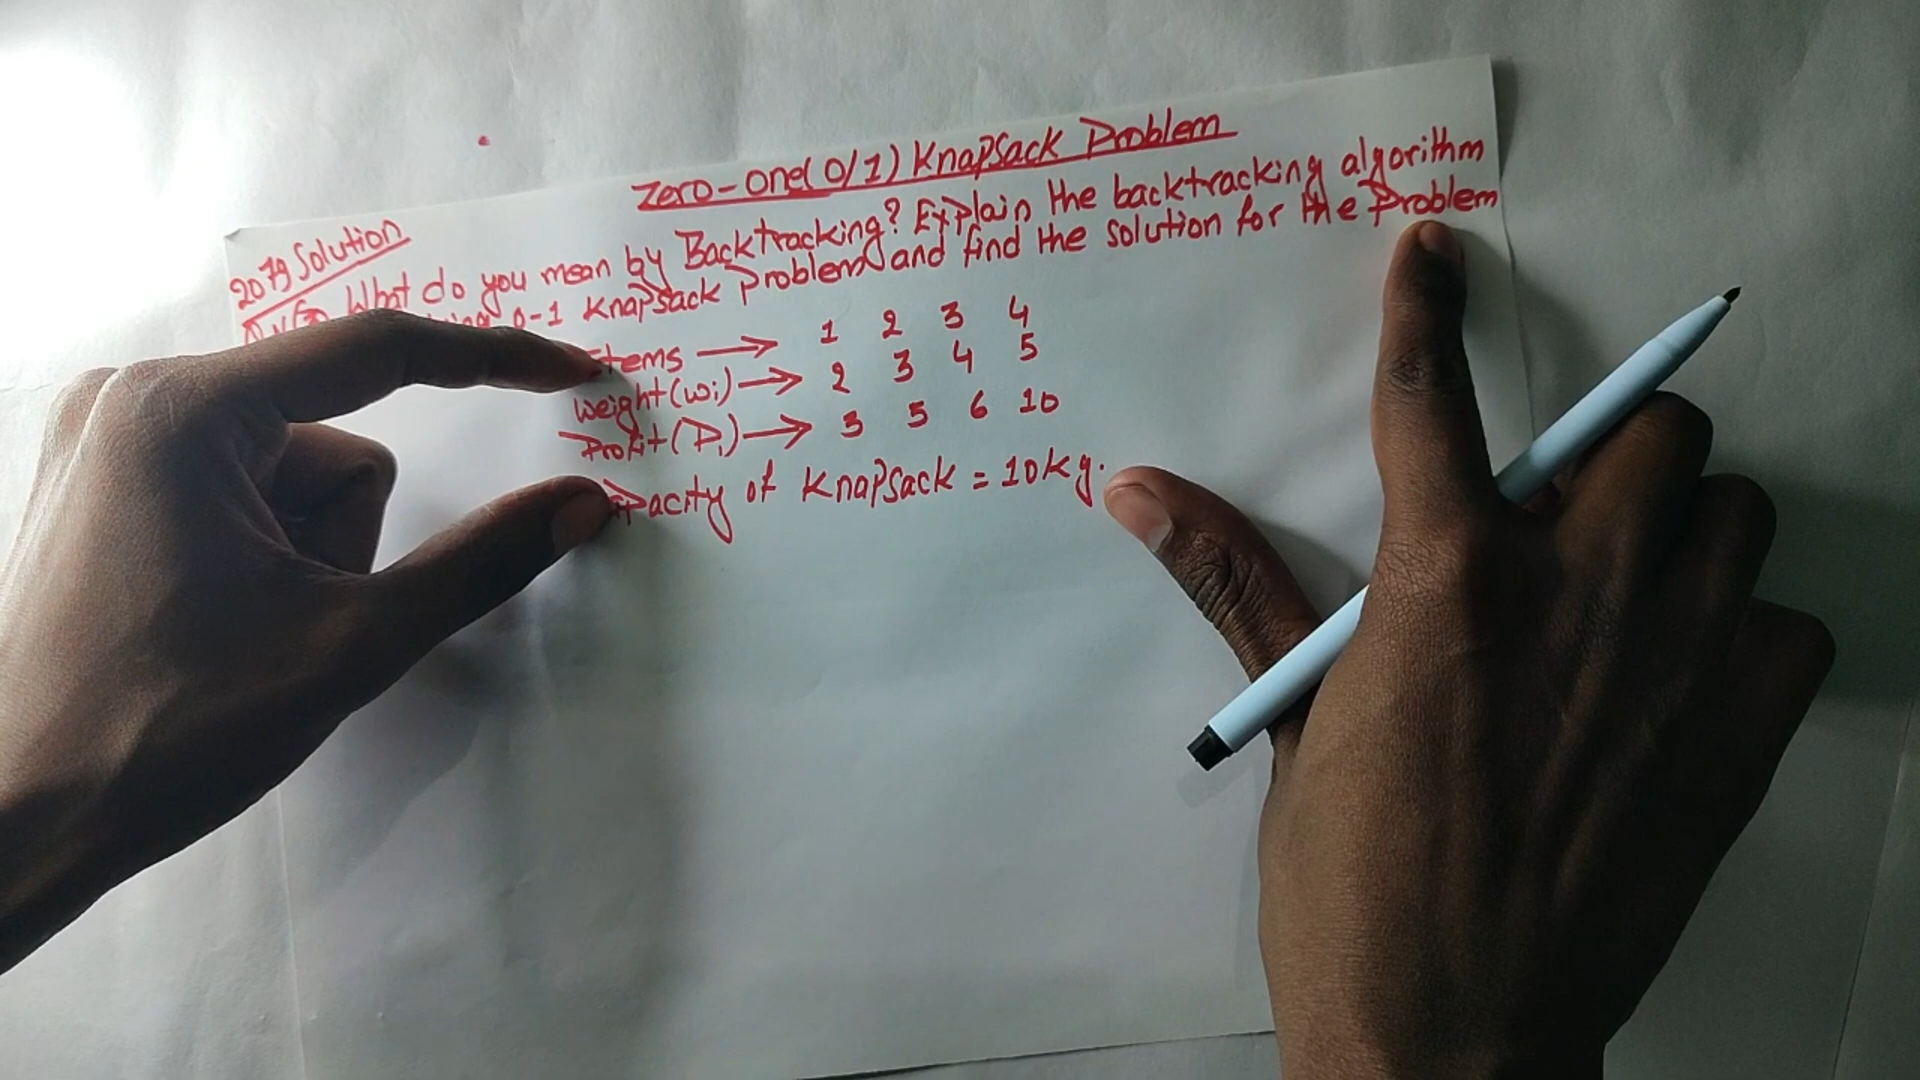 Zero-one(0/1) Knapsack Problem
2079 Solution
What do you mean by Backtracking? Explain the backtracking algorithm
0-1 Knapsack Problem and find the solution for the Problem
Items → 1 2 3 4
Weight(wi) → 2 3 4 5
Profit(Pi) → 3 5 6 10
of Knapsack = 10kg.